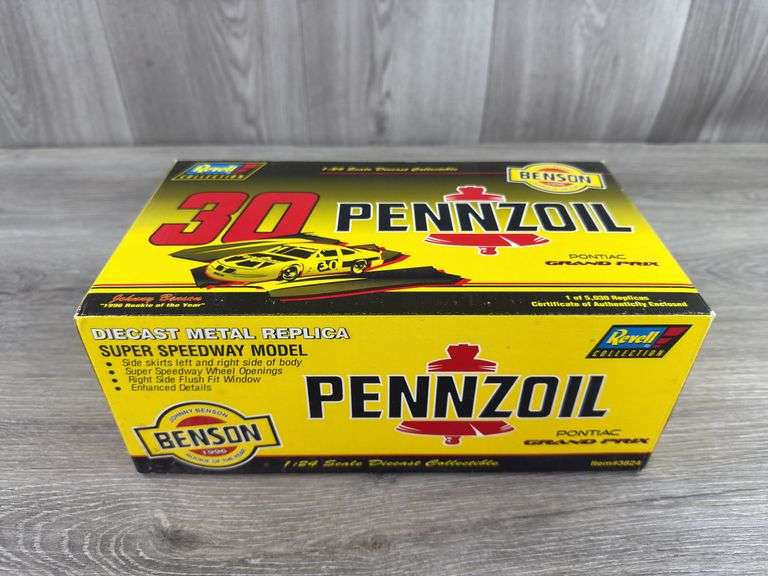 Revell
COLLECTION
1:24 Scale Diecast Collectible
BENSON
30 PENNZOIL
30
PONTIAC
GRAND PRIX
Johnny Benson
"1996 Rookie of the Year"
1 of 5,030 Replicas
Certificate of Authenticity Enclosed
DIECAST METAL REPLICA
SUPER SPEEDWAY MODEL
• Side skirts left and right side of body
• Super Speedway Wheel Openings
• Right Side Flush Fit Window
• Enhanced Details
Revell
COLLECTION
PENNZOIL
PONTIAC
GRAND PRIX
JOHNNY BENSON
BENSON
1996
ROOKIE OF THE YEAR
1:24 Scale Diecast Collectible
Item#3824